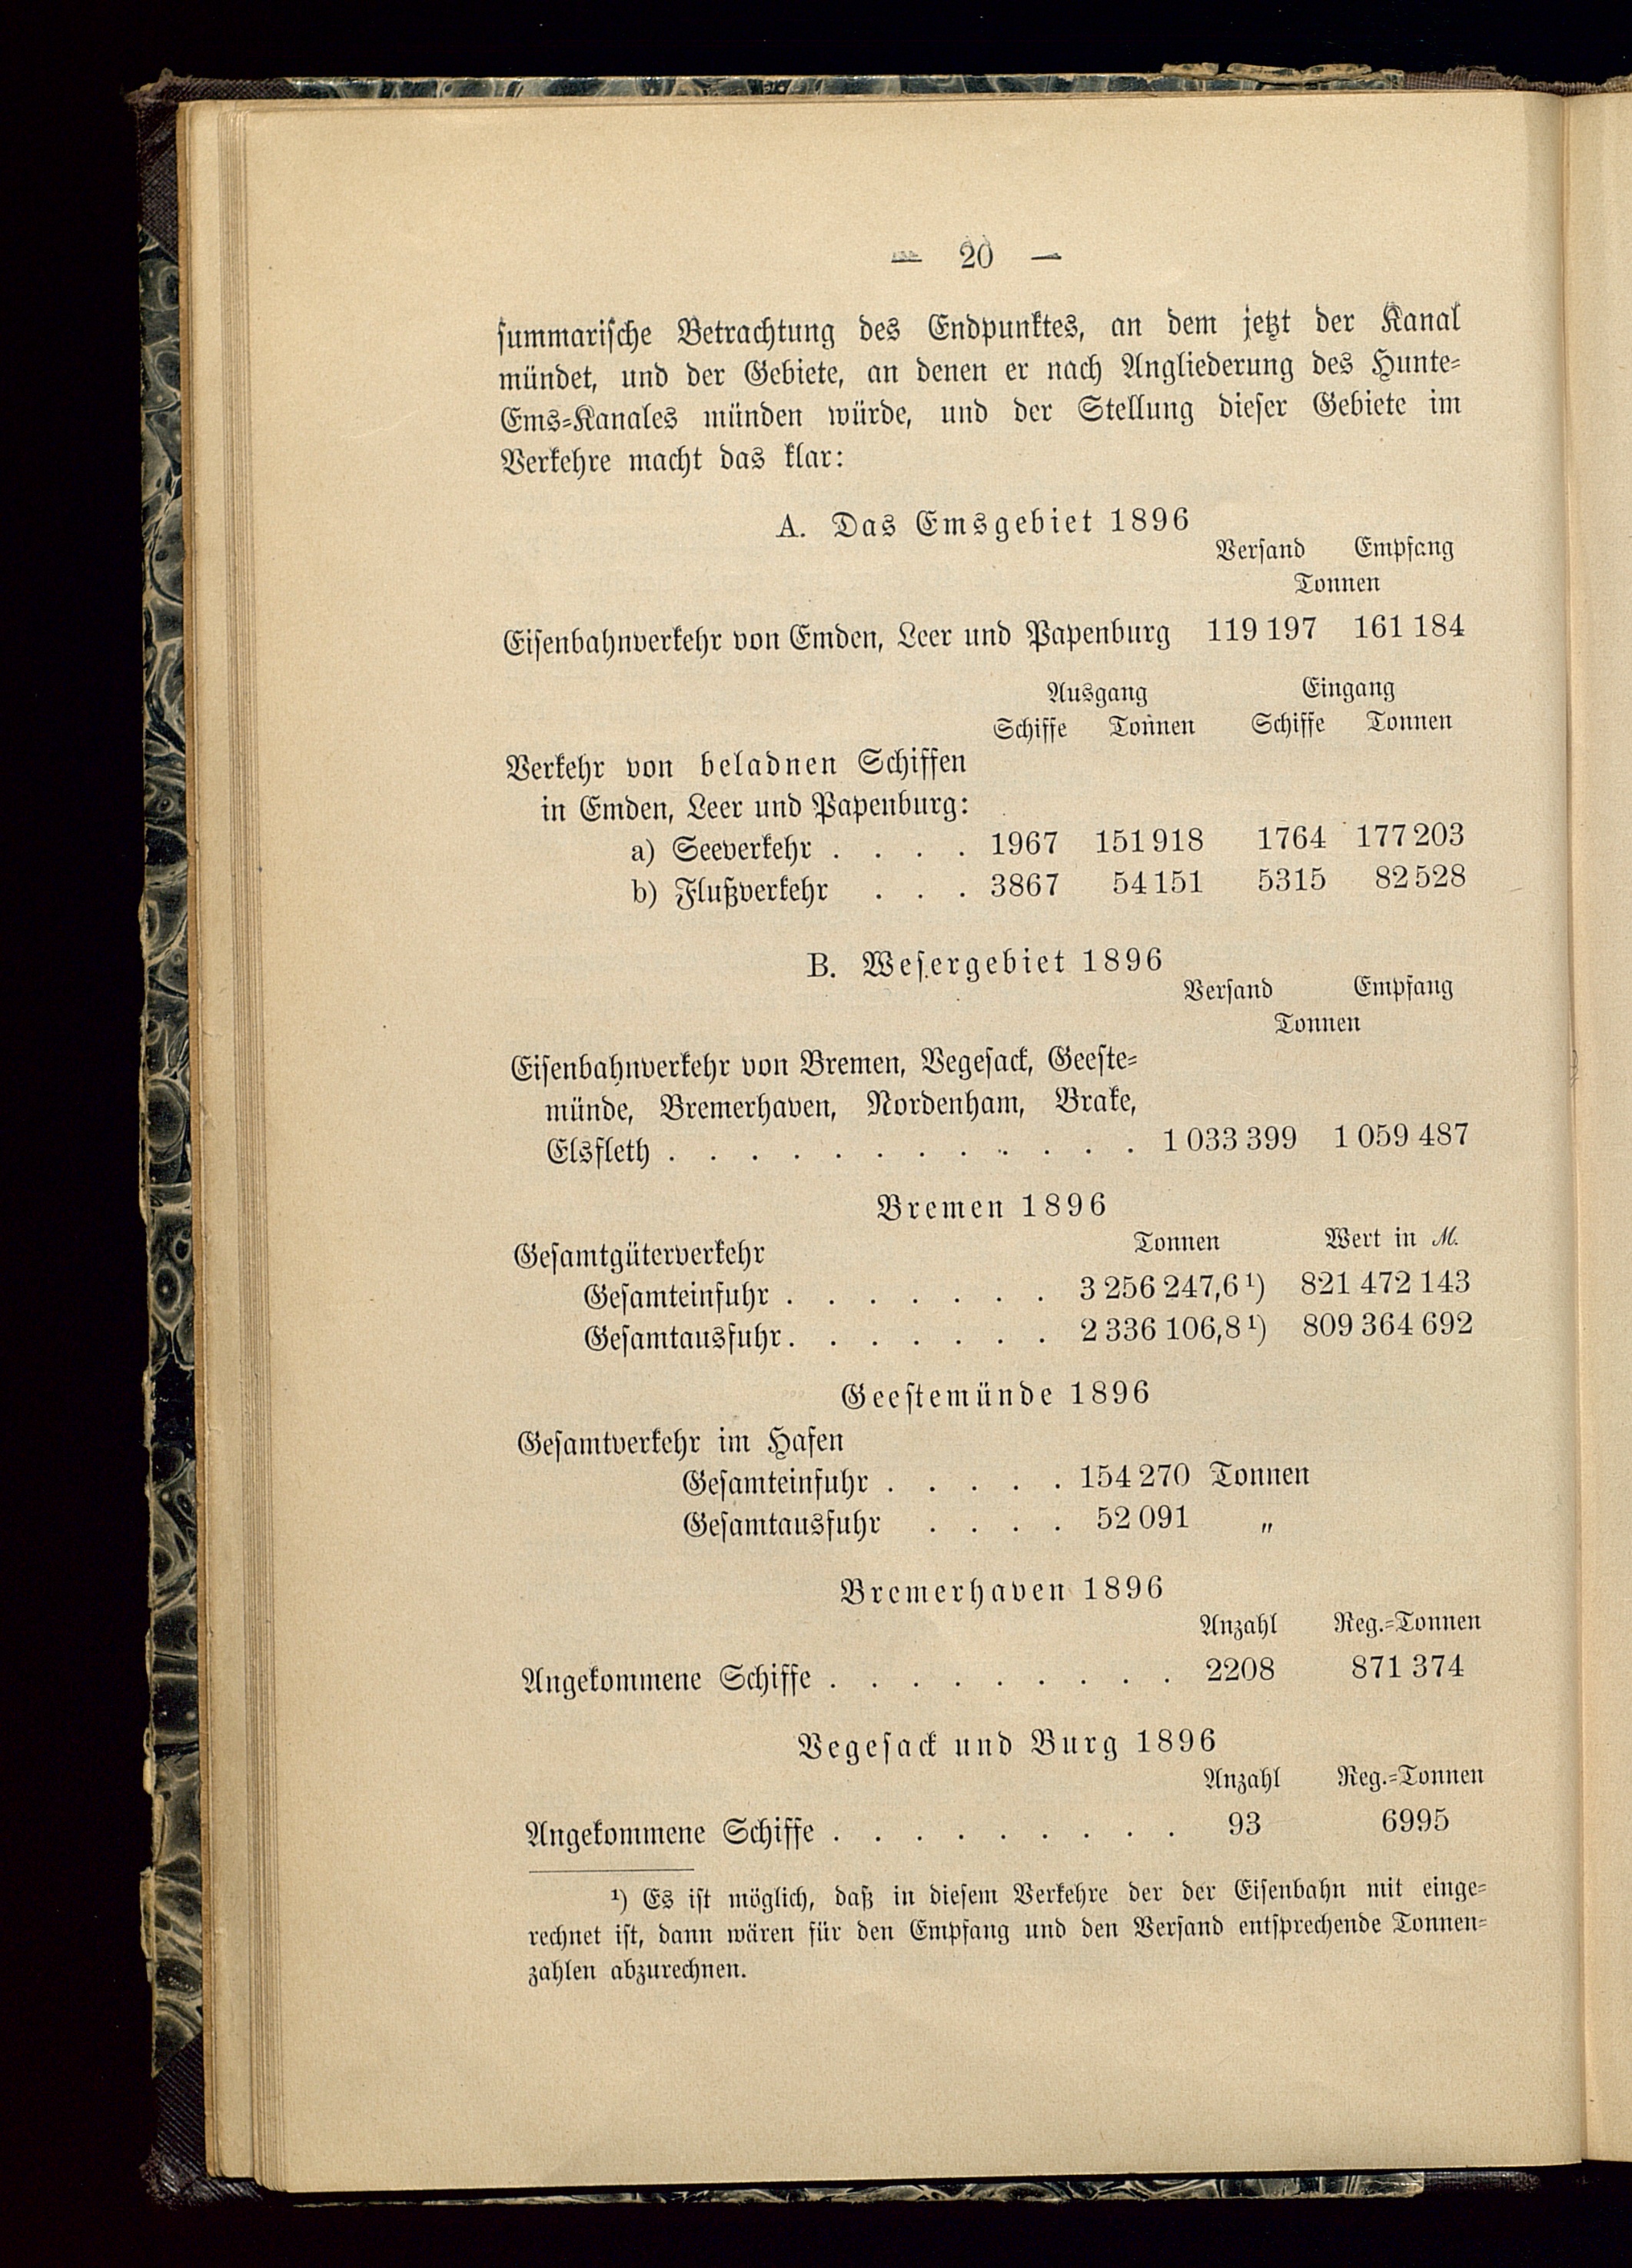 — 20 —
summarische Betrachtung des Endpunktes, an dem jetzt der Kanal
mündet, und der Gebiete, an denen er nach Angliederung des Hunte-
Ems-Kanales münden würde, und der Stellung dieser Gebiete im
Verkehre macht das klar:
A. Das Emsgebiet 1896
Versand Empfang
Tonnen
Eisenbahnverkehr von Emden, Leer und Papenburg 119 197 161 184
Ausgang Eingang
Schiffe Tonnen Schiffe Tonnen
Verkehr von beladnen Schiffen
in Emden, Leer und Papenburg:
a) Seeverkehr . . . . 1967 151 918 1764 177 203
b) Flußverkehr . . . 3867 54 151 5315 82 528
B. Wesergebiet 1896
Versand Empfang
Tonnen
Eisenbahnverkehr von Bremen, Vegesack, Geeste-
münde, Bremerhaven, Nordenham, Brake,
Elsfleth . . . . . . . . . . . . 1 033 399 1 059 487
Bremen 1896
Gesamtgüterverkehr Tonnen Wert in M.
Gesamteinfuhr . . . . . . . 3 256 247,6 ¹) 821 472 143
Gesamtausfuhr . . . . . . . 2 336 106,8 ¹) 809 364 692
Geestemünde 1896
Gesamtverkehr im Hafen
Gesamteinfuhr . . . . . 154 270 Tonnen
Gesamtausfuhr . . . . 52 091 „
Bremerhaven 1896
Anzahl Reg.-Tonnen
Angekommene Schiffe . . . . . . . . . 2208 871 374
Vegesack und Burg 1896
Anzahl Reg.-Tonnen
Angekommene Schiffe . . . . . . . . . 93 6995
¹) Es ist möglich, daß in diesem Verkehre der der Eisenbahn mit einge-
rechnet ist, dann wären für den Empfang und den Versand entsprechende Tonnen-
zahlen abzurechnen.